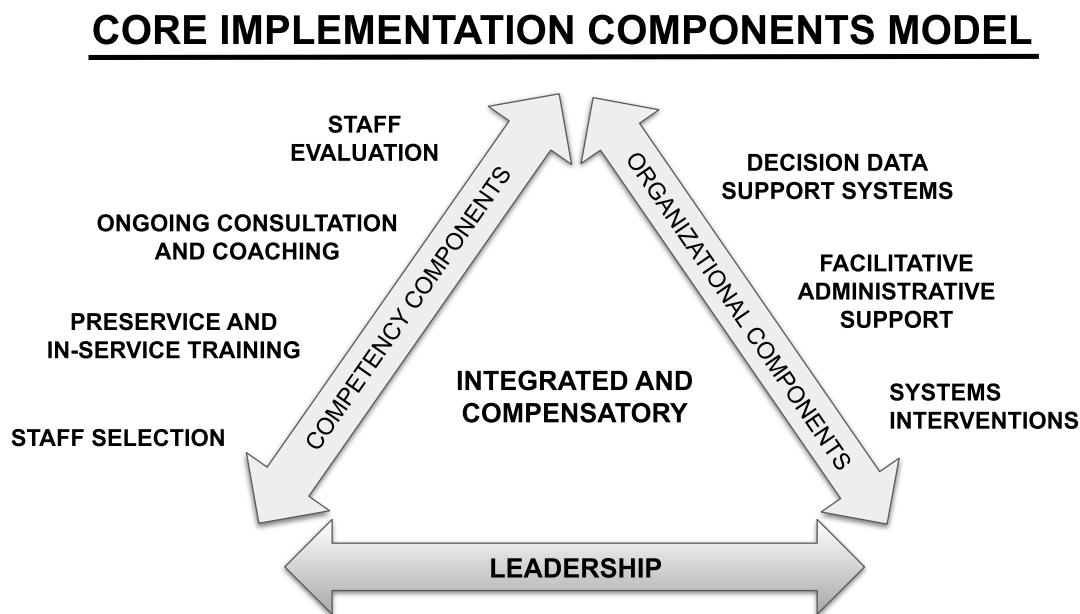 CORE IMPLEMENTATION COMPONENTS MODEL
STAFF
EVALUATION
ONGOING CONSULTATION
AND COACHING
PRESERVICE AND
IN-SERVICE TRAINING
STAFF SELECTION
COMPETENCY COMPONENTS
INTEGRATED AND
COMPENSATORY
ORGANIZATIONAL COMPONENTS
DECISION DATA
SUPPORT SYSTEMS
FACILITATIVE
ADMINISTRATIVE
SUPPORT
SYSTEMS
INTERVENTIONS
LEADERSHIP